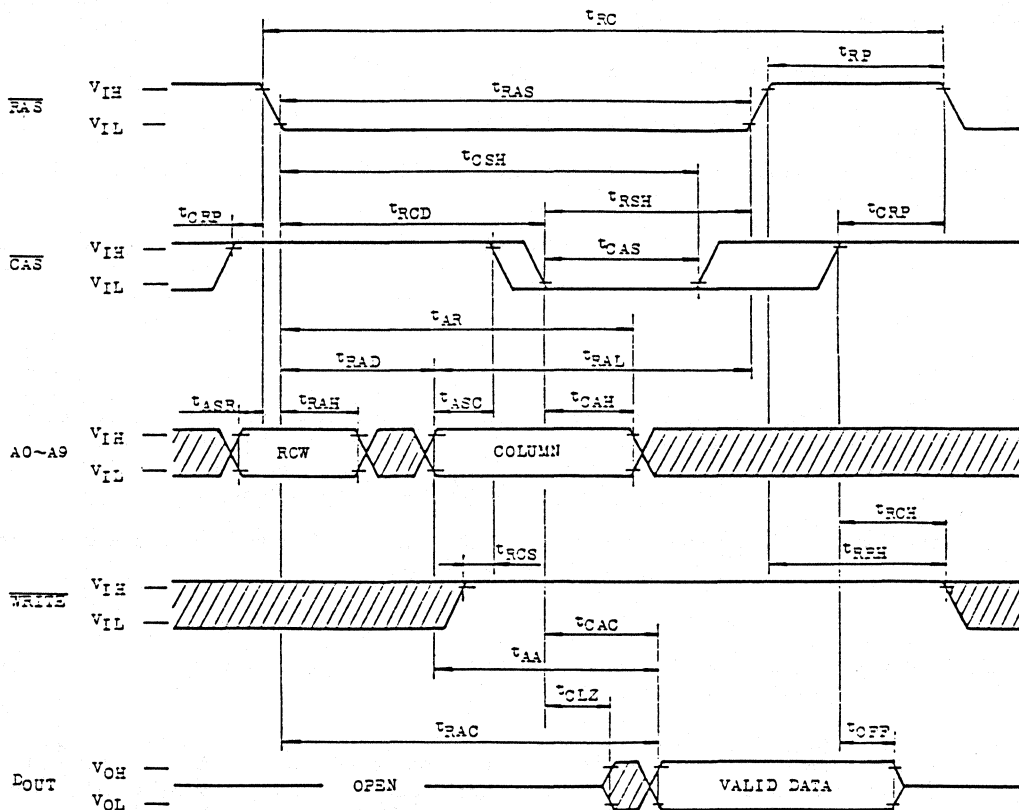 tRC
tRP
VIH
tRAS
RAS
VIL
tCSH
tCRP
tRCD
tRSH
tCRP
VIH
tCAS
CAS
VIL
tAR
tRAD
tRAL
tASR
tRAH
tASC
tCAH
VIH
A0~A9
ROW
COLUMN
VIL
tRCH
tRCS
tRRH
VIH
WRITE
VIL
tCAC
tAA
tCLZ
tRAC
tOFF
VOH
DOUT
OPEN
VALID DATA
VOL